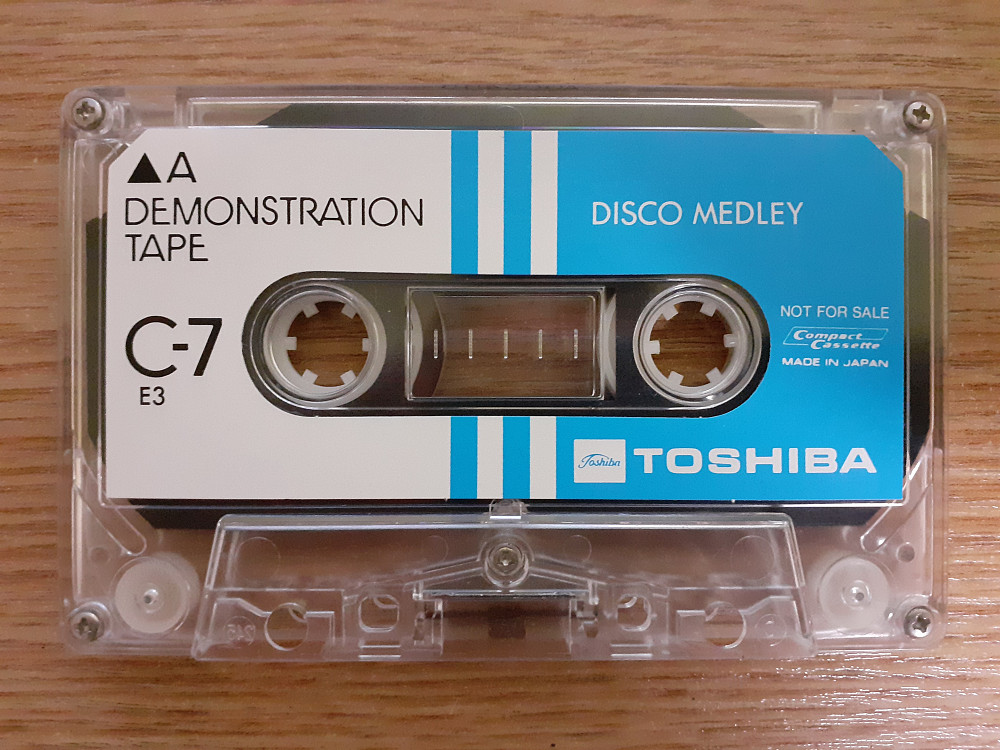 ▲A
DEMONSTRATION
TAPE
DISCO MEDLEY
C-7
E3
NOT FOR SALE
Compact
Cassette
MADE IN JAPAN
Toshiba
TOSHIBA